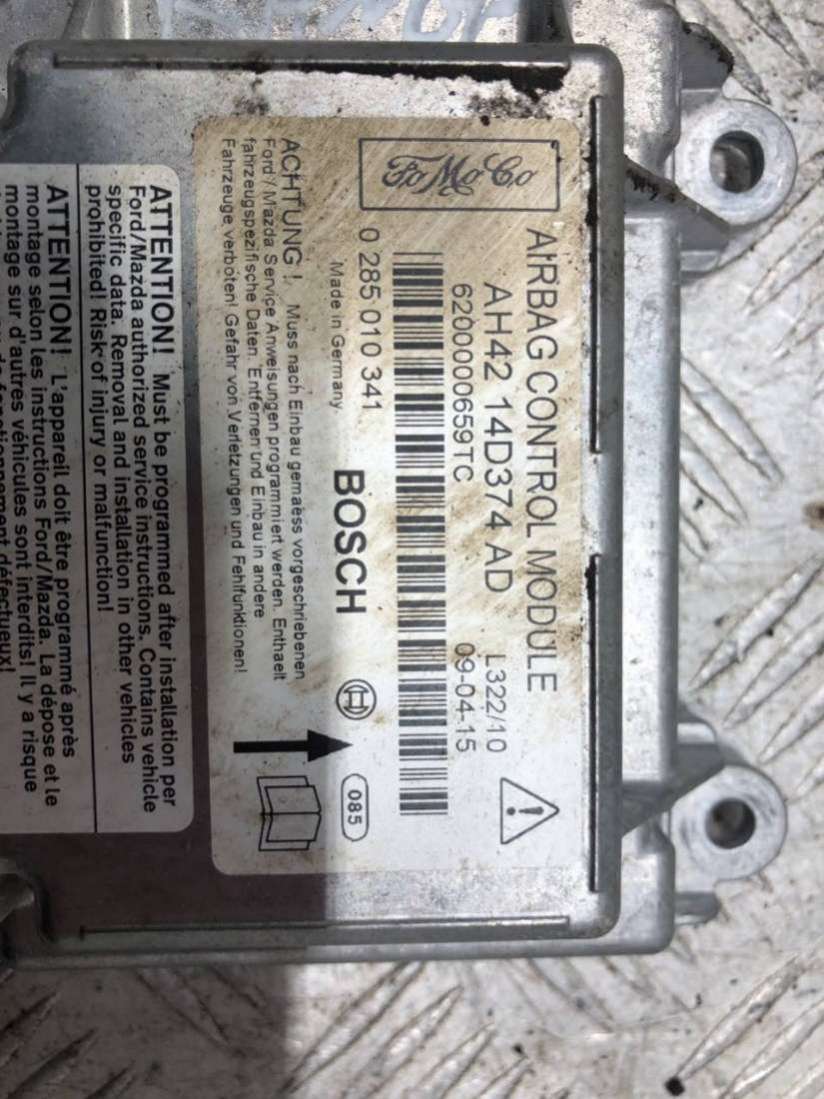 FoMoCo
AIRBAG CONTROL MODULE
AH42 14D374 AD L322/10
6200000659TC 09-04-15
0 285 010 341 BOSCH
Made in Germany
085
ACHTUNG! Muss nach Einbau gemaess vorgeschriebenen
Ford / Mazda Service Anweisungen programmiert werden. Enthaelt
fahrzeugspezifische Daten. Entfernen und Einbau in andere
Fahrzeuge verboten! Gefahr von Verletzungen und Fehlfunktionen!
ATTENTION! Must be programmed after installation per
Ford/Mazda authorized service instructions. Contains vehicle
specific data. Removal and installation in other vehicles
prohibited! Risk of injury or malfunction!
ATTENTION! L'appareil doit être programmé après
montage selon les instructions Ford/Mazda. La dépose et le
montage sur d'autres véhicules sont interdits! Il y a risque
de fonctionnement défectueux!